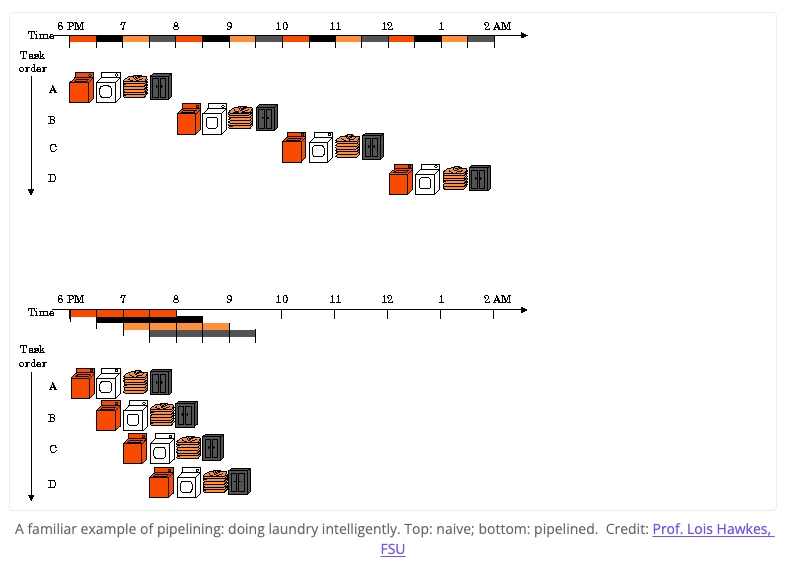 6 PM 7 8 9 10 11 12 1 2 AM
Time
Task
order
A
B
C
D
6 PM 7 8 9 10 11 12 1 2 AM
Time
Task
order
A
B
C
D
A familiar example of pipelining: doing laundry intelligently. Top: naive; bottom: pipelined. Credit: Prof. Lois Hawkes,
FSU